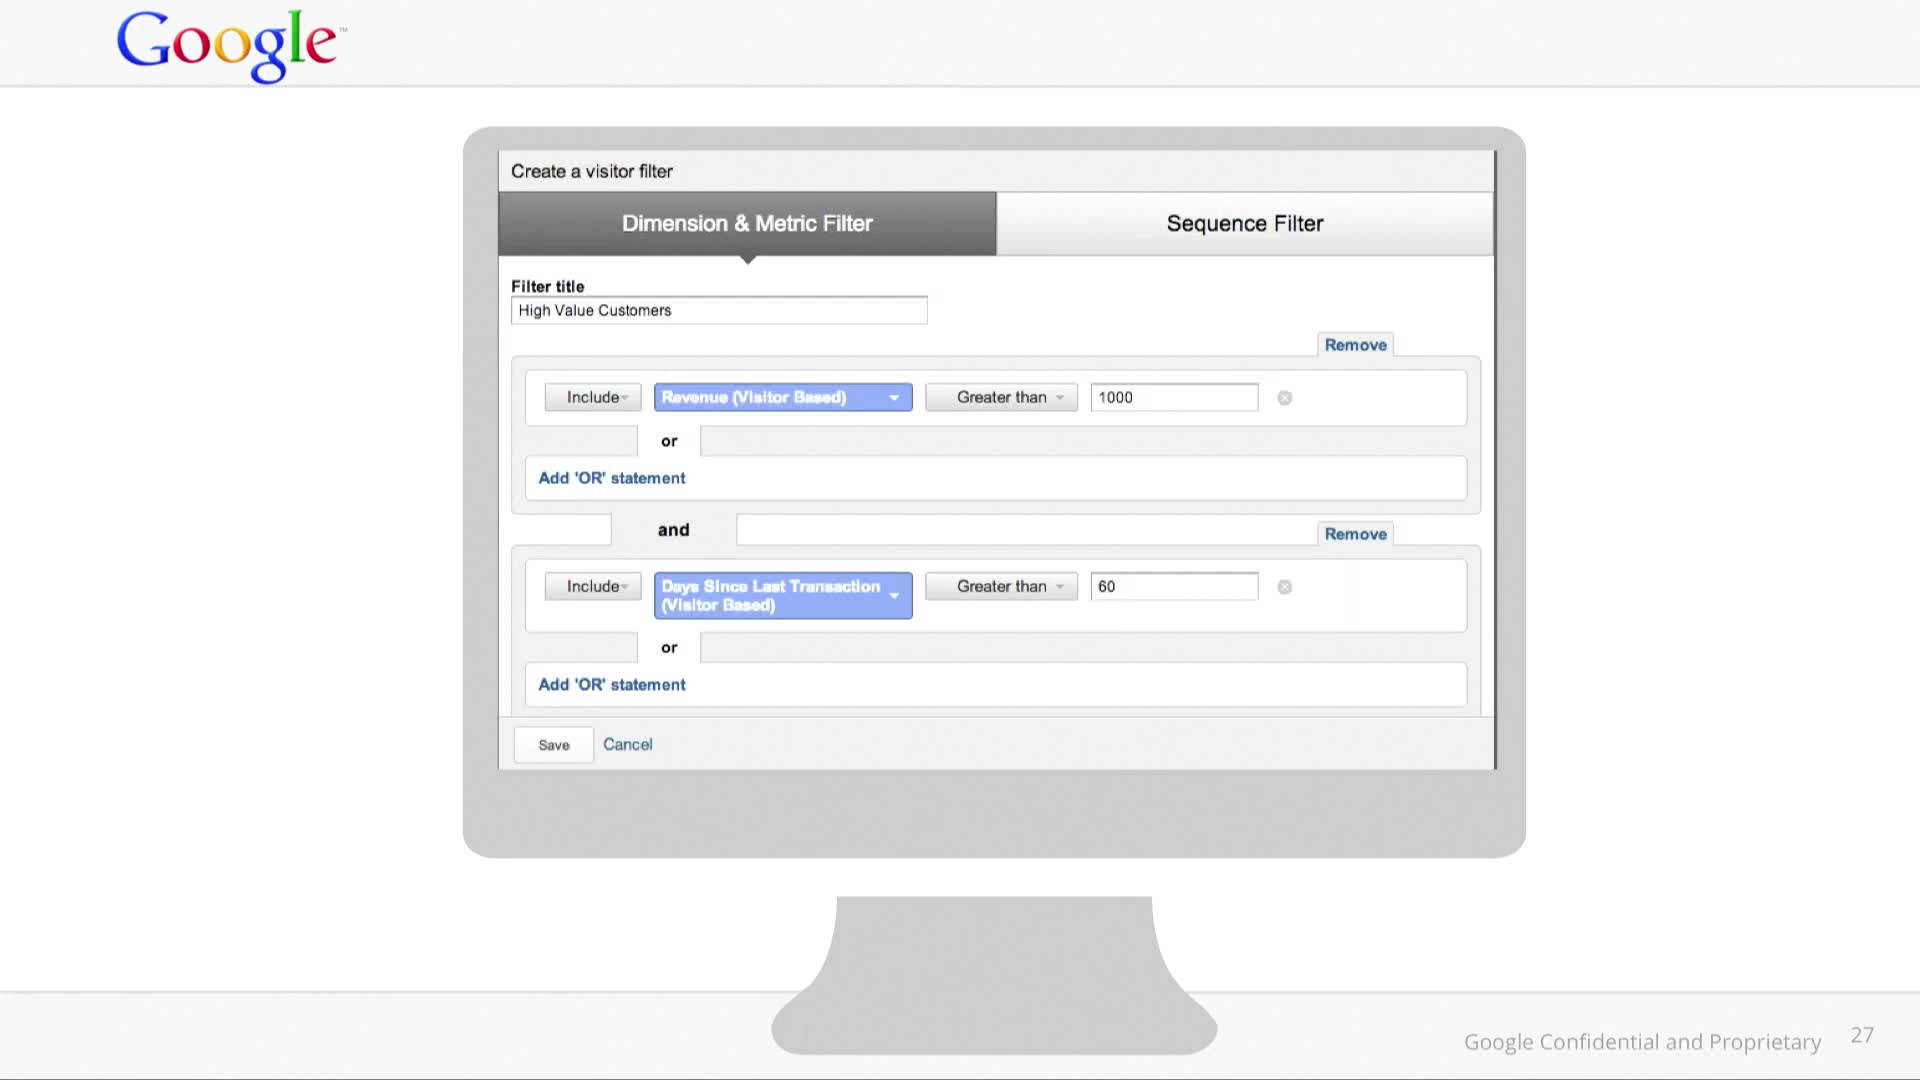 Google™
Create a visitor filter
Dimension & Metric Filter
Sequence Filter
Filter title
High Value Customers
Remove
Include
Revenue (Visitor Based)
Greater than
1000
or
Add 'OR' statement
and
Remove
Include
Days Since Last Transaction
(Visitor Based)
Greater than
60
or
Add 'OR' statement
Save
Cancel
Google Confidential and Proprietary
27